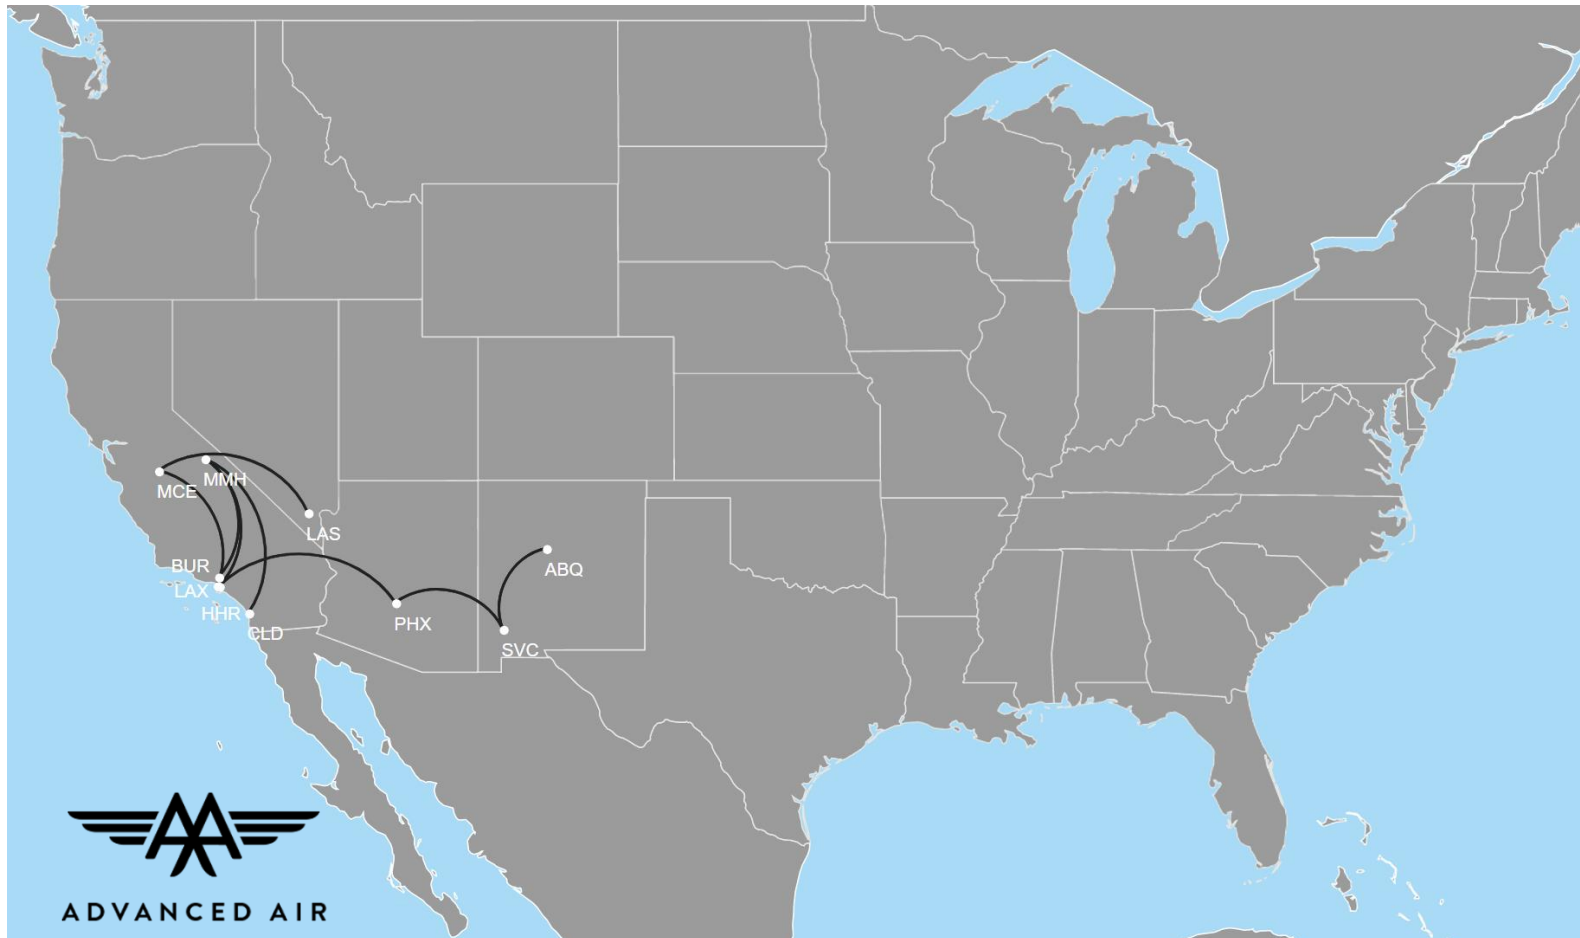 MMH
MCE
LAS
BUR
ABQ
LAX
HHR
PHX
CLD
SVC
ADVANCED AIR